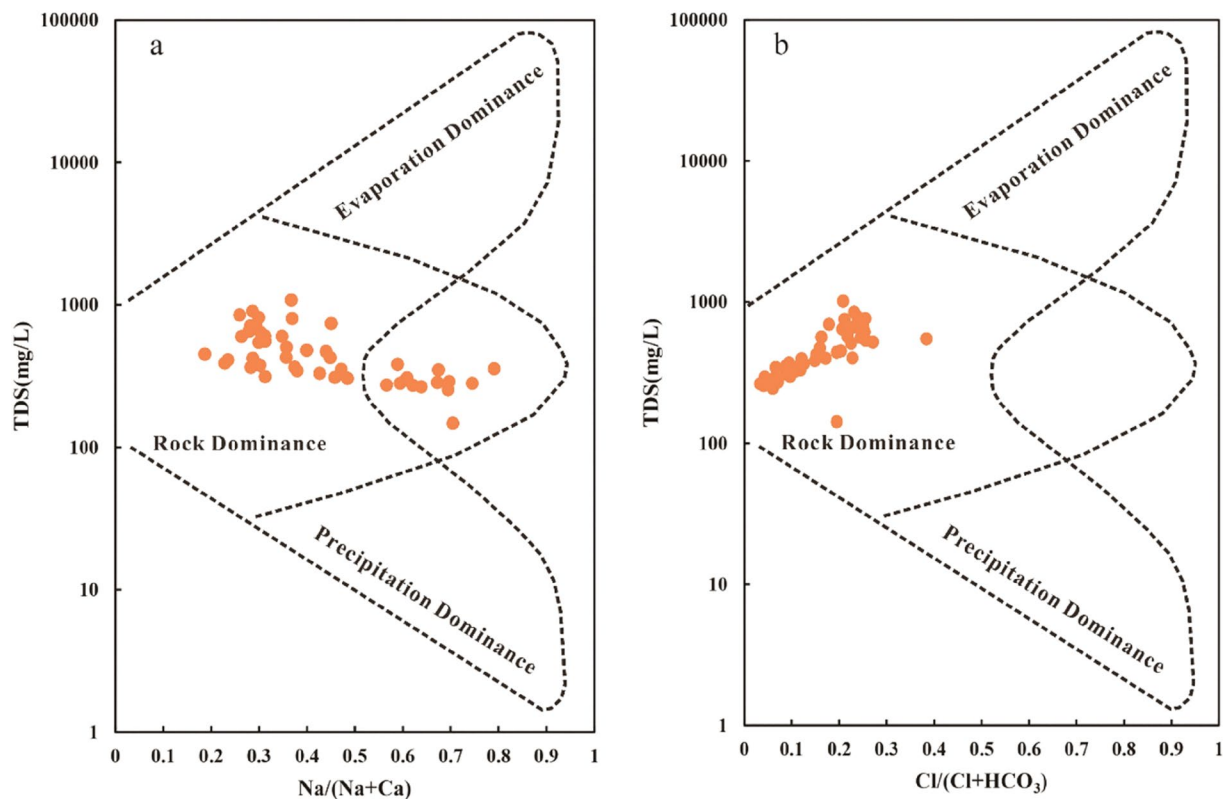 a
100000
10000
1000
100
10
1
TDS(mg/L)
Evaporation Dominance
Rock Dominance
Precipitation Dominance
0 0.1 0.2 0.3 0.4 0.5 0.6 0.7 0.8 0.9 1
Na/(Na+Ca)
b
100000
10000
1000
100
10
1
TDS(mg/L)
Evaporation Dominance
Rock Dominance
Precipitation Dominance
0 0.1 0.2 0.3 0.4 0.5 0.6 0.7 0.8 0.9 1
Cl/(Cl+HCO₃)